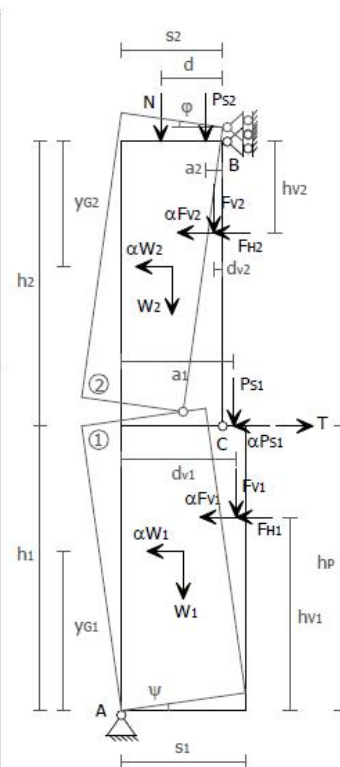 s2
d
N
PS2
φ
B
a2
hV2
yG2
FV2
αFV2
FH2
αW2
dv2
h2
W2
a1
PS1
②
C
T
①
αPS1
dv1
FV1
αFV1
FH1
αW1
h1
hP
W1
hV1
yG1
ψ
A
s1